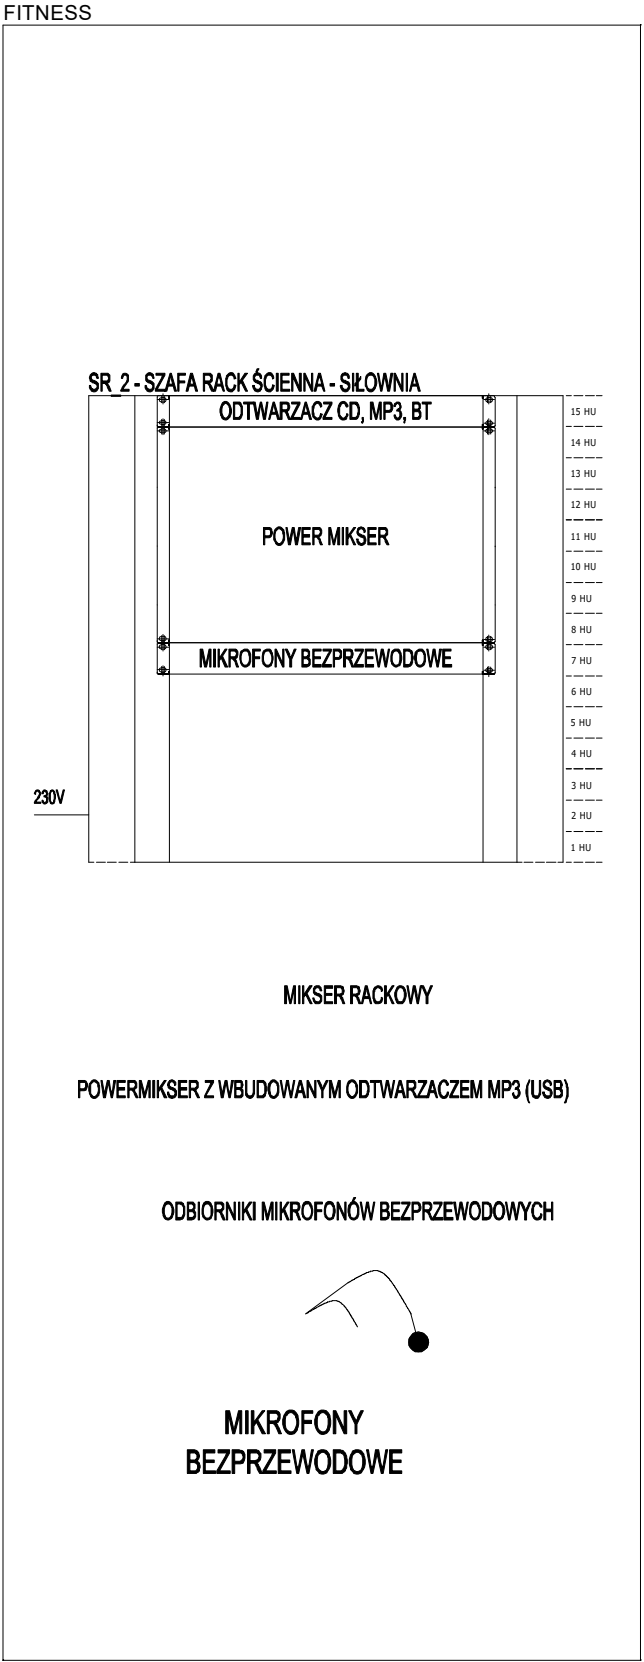 FITNESS
SR_2 - SZAFA RACK ŚCIENNA - SIŁOWNIA
ODTWARZACZ CD, MP3, BT
15 HU
14 HU
13 HU
12 HU
POWER MIKSER
11 HU
10 HU
9 HU
8 HU
MIKROFONY BEZPRZEWODOWE
7 HU
6 HU
5 HU
4 HU
3 HU
230V
2 HU
1 HU
MIKSER RACKOWY
POWERMIKSER Z WBUDOWANYM ODTWARZACZEM MP3 (USB)
ODBIORNIKI MIKROFONÓW BEZPRZEWODOWYCH
MIKROFONY
BEZPRZEWODOWE